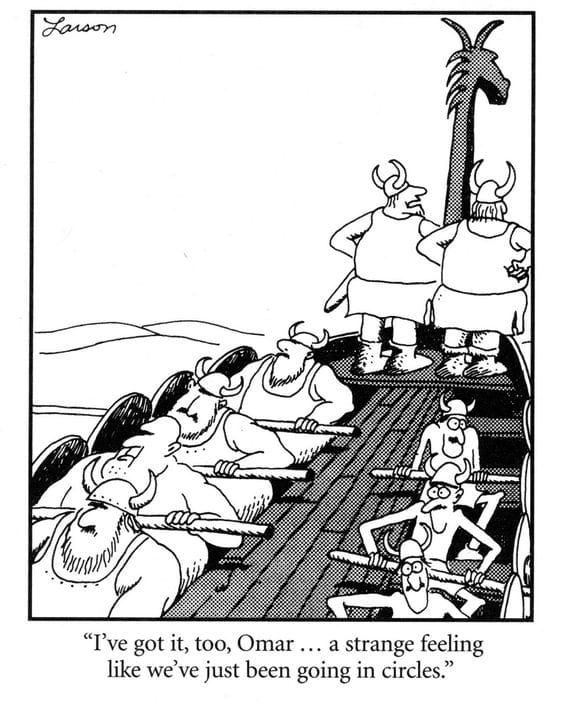 Larson
“I’ve got it, too, Omar ... a strange feeling
like we’ve just been going in circles.”